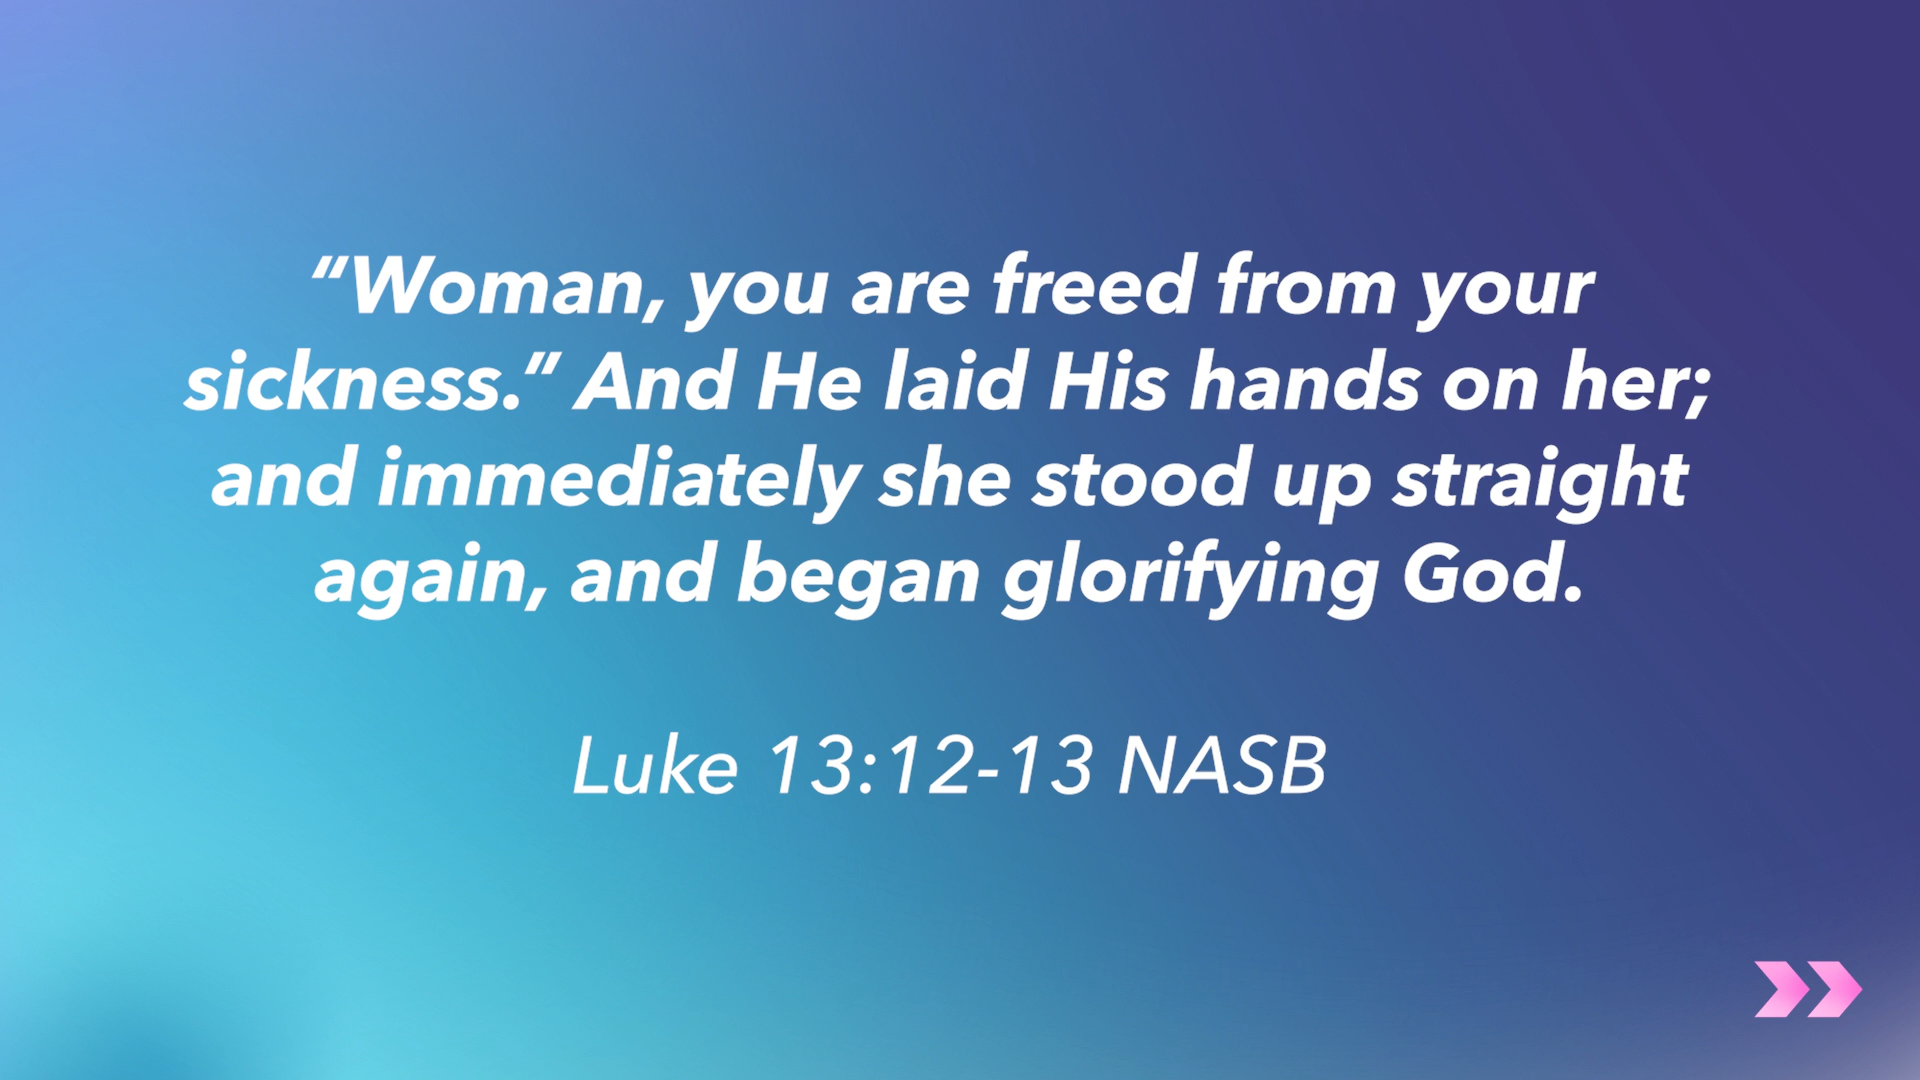 “Woman, you are freed from your
sickness.” And He laid His hands on her;
and immediately she stood up straight
again, and began glorifying God.
Luke 13:12-13 NASB